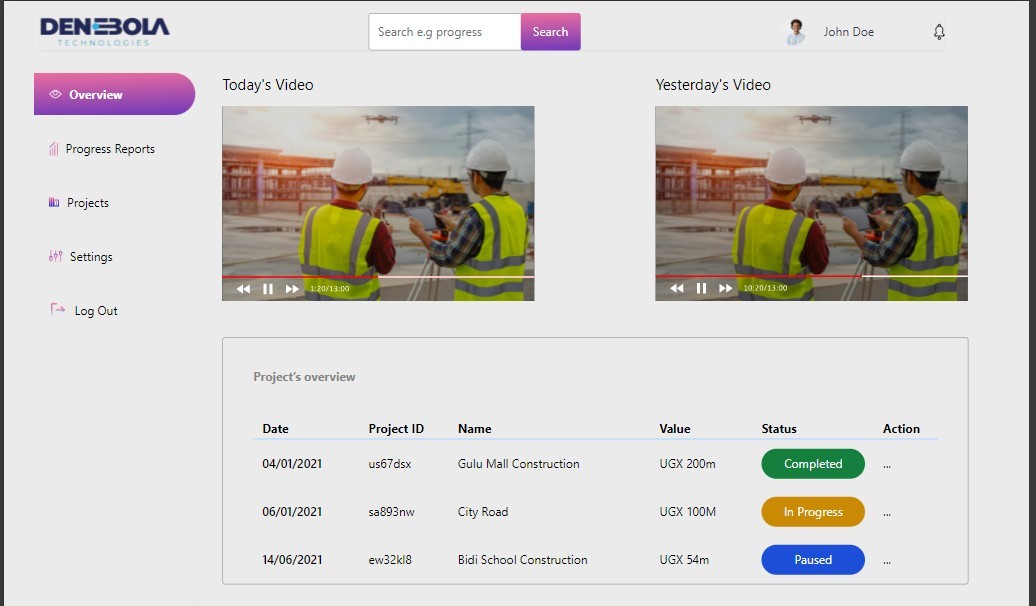 DENEBOLA
TECHNOLOGIES
Search e.g progress
Search
John Doe
Overview
Progress Reports
Projects
Settings
Log Out
Today's Video
Yesterday's Video
1:20/13:00
10:20/13:00
Project's overview
Date Project ID Name Value Status Action
04/01/2021 us67dsx Gulu Mall Construction UGX 200m Completed ...
06/01/2021 sa893nw City Road UGX 100M In Progress ...
14/06/2021 ew32kl8 Bidi School Construction UGX 54m Paused ...